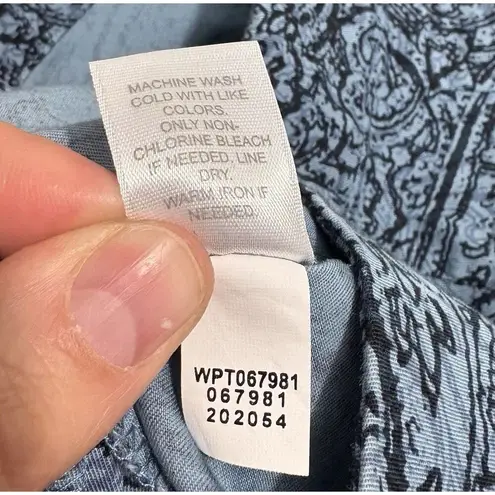 MACHINE WASH
COLD WITH LIKE
COLORS.
ONLY NON-
CHLORINE BLEACH
IF NEEDED. LINE
DRY.
WARM IRON IF
NEEDED.
WPT067981
067981
202054